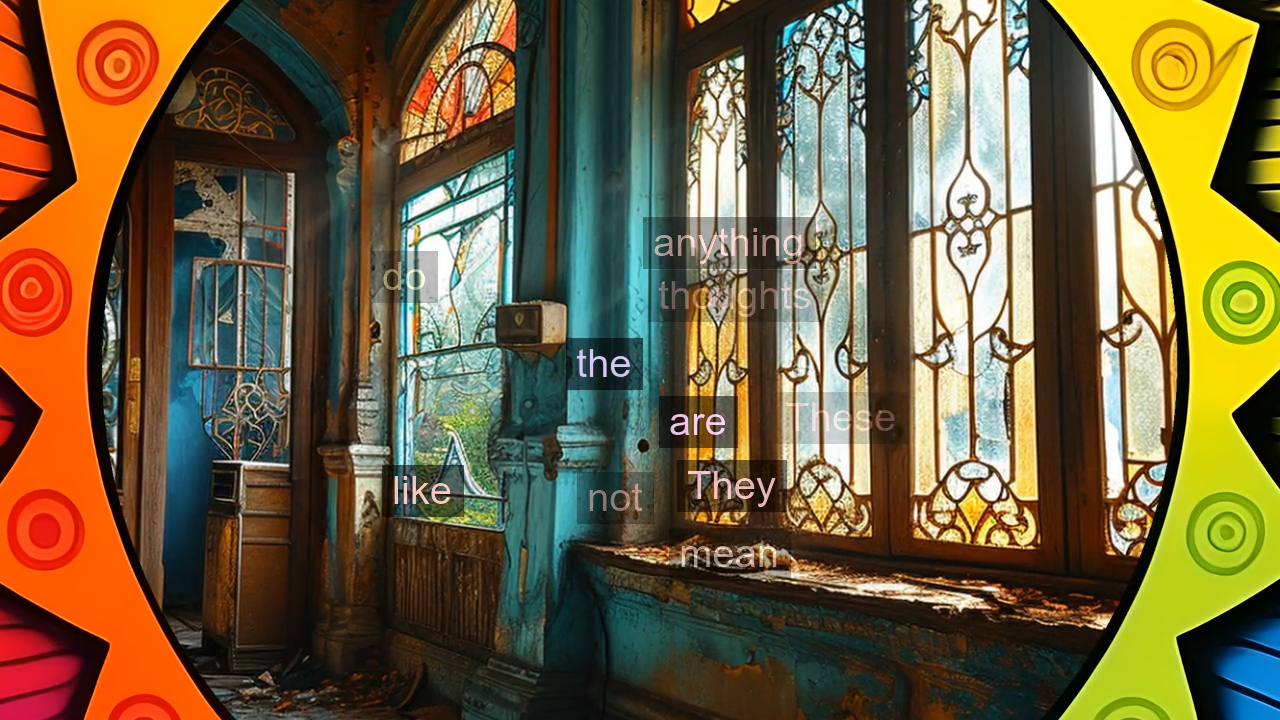 anything
do
thoughts
the
are These
like not They
mean